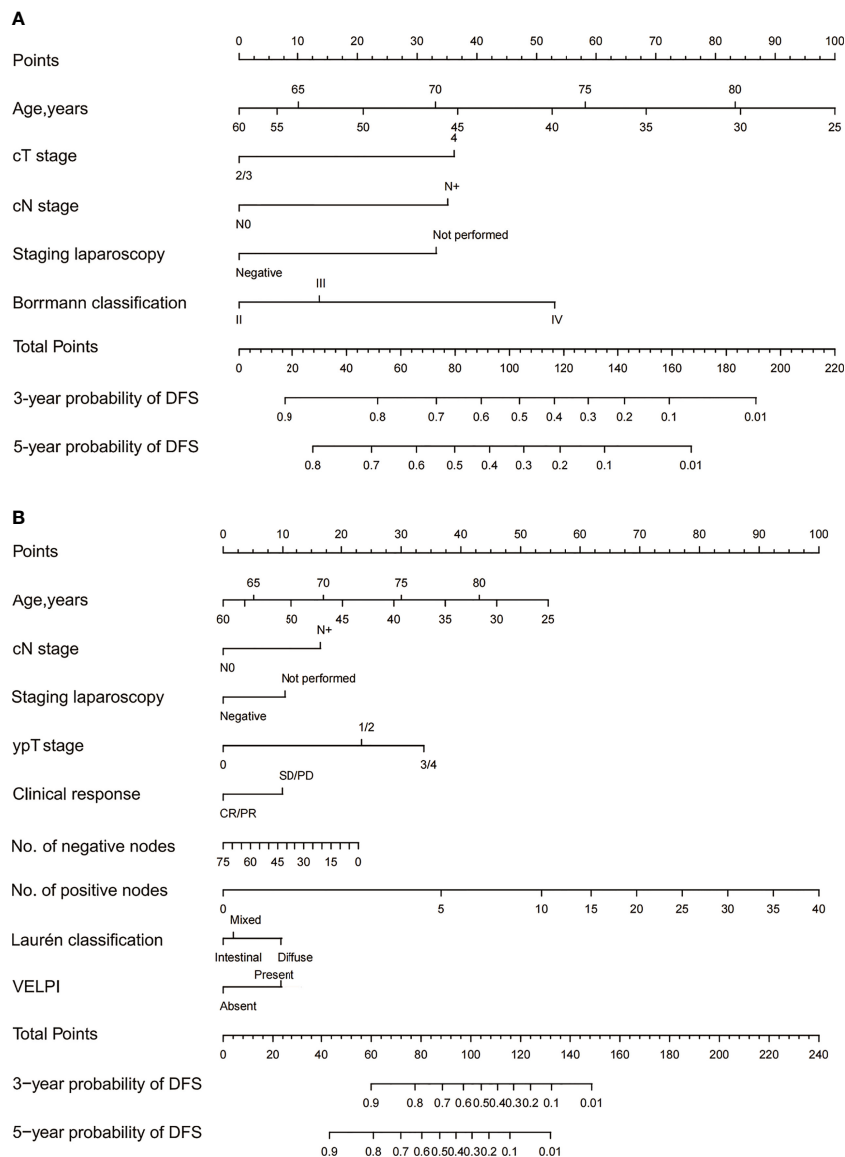 A
0 10 20 30 40 50 60 70 80 90 100
Points
65 70 75 80
Age,years
60 55 50 45 40 35 30 25
4
cT stage
2/3
N+
cN stage
N0
Not performed
Staging laparoscopy
Negative
III
Borrmann classification
II IV
Total Points
0 20 40 60 80 100 120 140 160 180 200 220
3-year probability of DFS
0.9 0.8 0.7 0.6 0.5 0.4 0.3 0.2 0.1 0.01
5-year probability of DFS
0.8 0.7 0.6 0.5 0.4 0.3 0.2 0.1 0.01
B
0 10 20 30 40 50 60 70 80 90 100
Points
65 70 75 80
Age,years
60 50 45 40 35 30 25
N+
cN stage
N0
Not performed
Staging laparoscopy
Negative
1/2
ypT stage
0 3/4
SD/PD
Clinical response
CR/PR
No. of negative nodes
75 60 45 30 15 0
No. of positive nodes
0 5 10 15 20 25 30 35 40
Mixed
Laurén classification
Intestinal Diffuse
Present
VELPI
Absent
Total Points
0 20 40 60 80 100 120 140 160 180 200 220 240
3−year probability of DFS
0.9 0.8 0.7 0.6 0.5 0.4 0.3 0.2 0.1 0.01
5−year probability of DFS
0.9 0.8 0.7 0.6 0.5 0.4 0.3 0.2 0.1 0.01